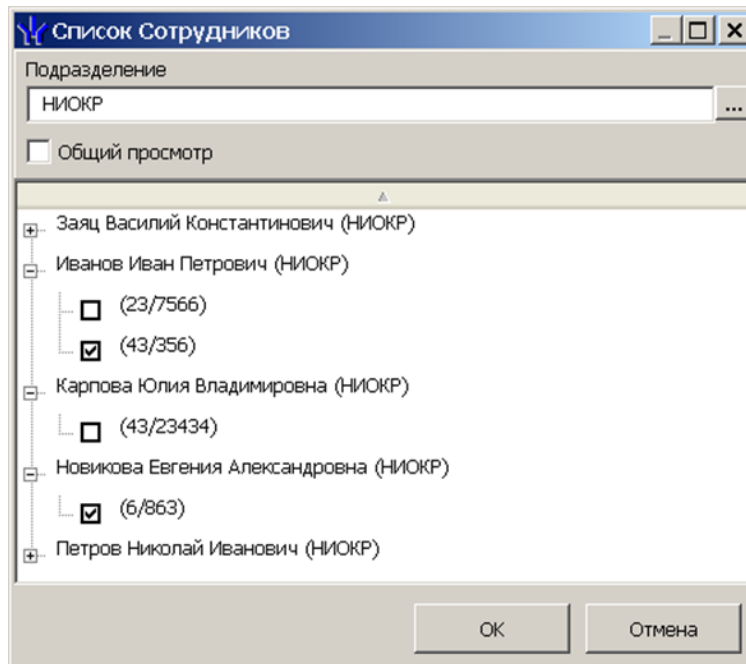 Список Сотрудников
Подразделение
НИОКР
...
Общий просмотр
Заяц Василий Константинович (НИОКР)
Иванов Иван Петрович (НИОКР)
(23/7566)
(43/356)
Карпова Юлия Владимировна (НИОКР)
(43/23434)
Новикова Евгения Александровна (НИОКР)
(6/863)
Петров Николай Иванович (НИОКР)
ОК Отмена